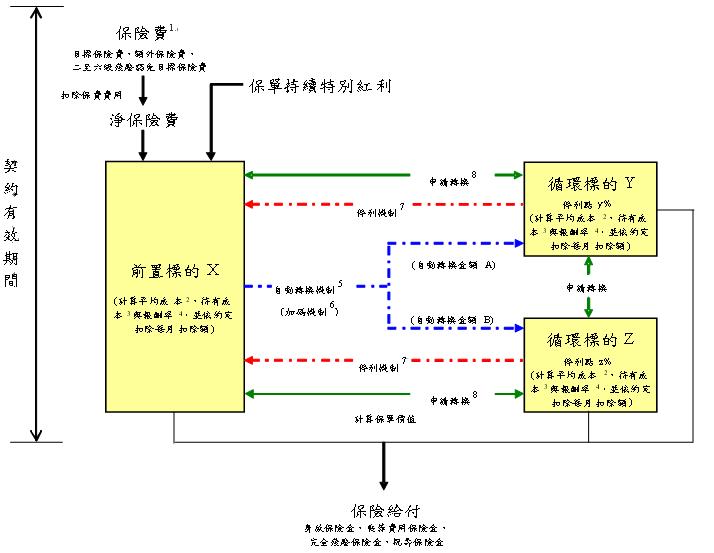 保險費1.
目標保險費、額外保險費、
二至六級殘廢豁免目標保險費
扣除保費費用
淨保險費
保單持續特別紅利
契約有效期間
前置標的 X
(計算平均成本 2、持有成
本 3 與報酬率 4，並依約定
扣除每月扣除額)
申請轉換 8
停利機制 7
自動轉換機制 5
(加碼機制 6)
(自動轉換金額 A)
(自動轉換金額 B)
停利機制 7
申請轉換 8
循環標的 Y
停利點 y%
(計算平均成本 2、持有成
本 3 與報酬率 4，並依約定
扣除每月扣除額)
申請轉換
循環標的 Z
停利點 z%
(計算平均成本 2、持有成
本 3 與報酬率 4，並依約定
扣除每月扣除額)
計算保單價值
保險給付
身故保險金、喪葬費用保險金、
完全殘廢保險金、祝壽保險金